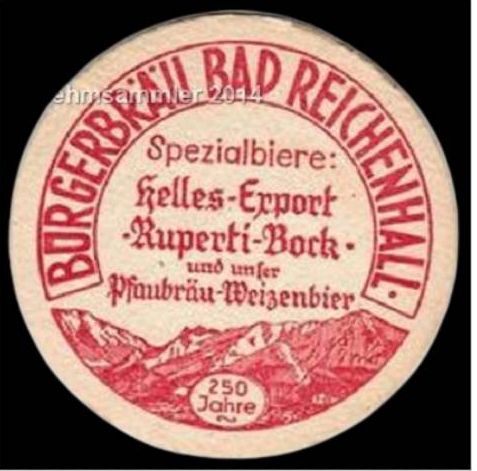 BÜRGERBRÄU BAD REICHENHALL.
ehmsammler 2014
Spezialbiere:
Helles-Export
·Ruperti-Bock·
und unser
Pfaubräu-Weizenbier
250
Jahre